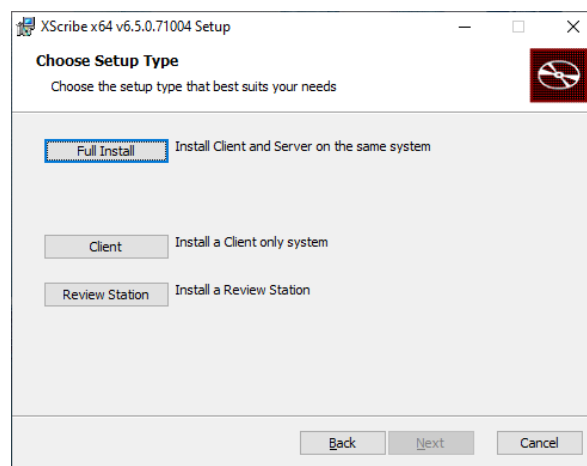 XScribe x64 v6.5.0.71004 Setup
Choose Setup Type
Choose the setup type that best suits your needs
Full Install Install Client and Server on the same system
Client Install a Client only system
Review Station Install a Review Station
Back Next Cancel